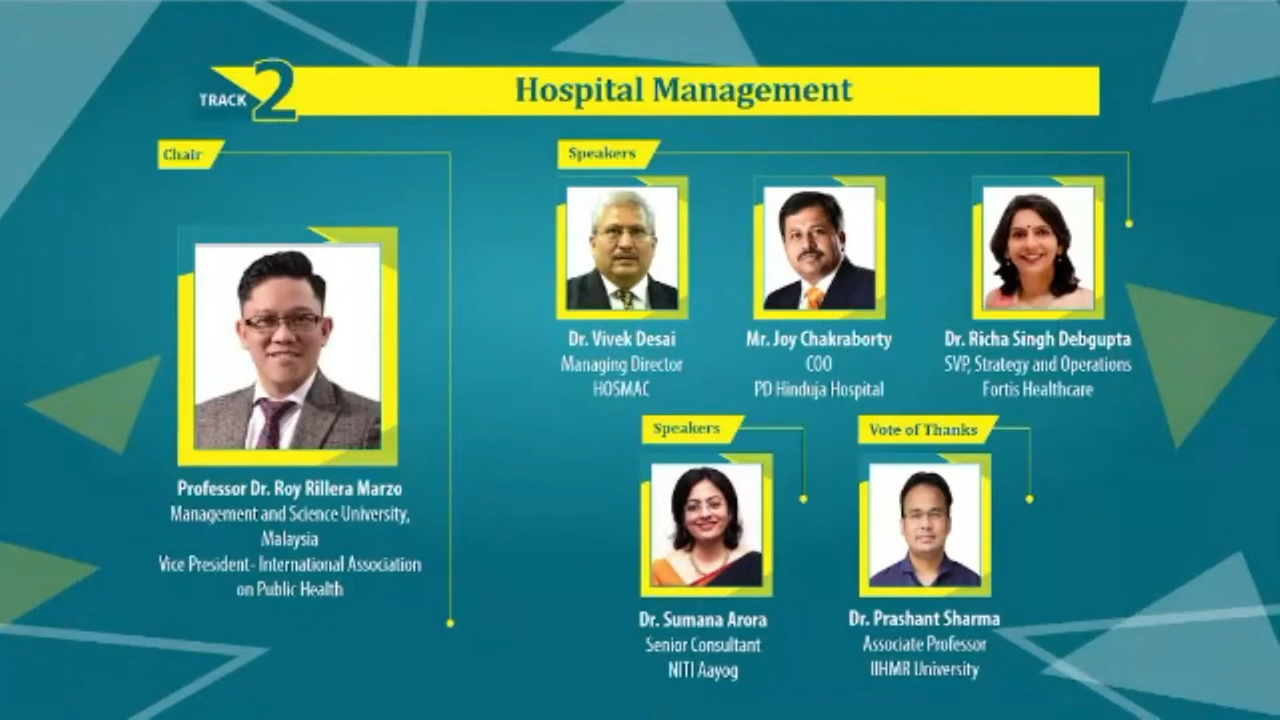 TRACK 2
Hospital Management
Chair
Professor Dr. Roy Rillera Marzo
Management and Science University,
Malaysia
Vice President- International Association
on Public Health
Speakers
Dr. Vivek Desai
Managing Director
HOSMAC
Mr. Joy Chakraborty
COO
PD Hinduja Hospital
Dr. Richa Singh Debgupta
SVP, Strategy and Operations
Fortis Healthcare
Speakers
Dr. Sumana Arora
Senior Consultant
NITI Aayog
Vote of Thanks
Dr. Prashant Sharma
Associate Professor
IIHMR University